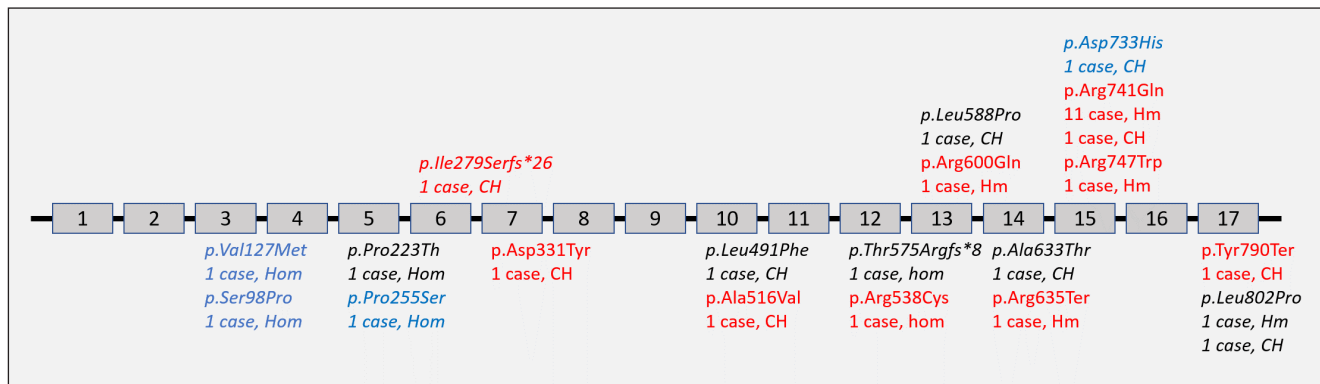 p.Asp733His
1 case, CH
p.Arg741Gln
11 case, Hm
1 case, CH
p.Arg747Trp
1 case, Hm
p.Leu588Pro
1 case, CH
p.Arg600Gln
1 case, Hm
p.Ile279Serfs*26
1 case, CH
1 2 3 4 5 6 7 8 9 10 11 12 13 14 15 16 17
p.Val127Met
1 case, Hom
p.Ser98Pro
1 case, Hom
p.Pro223Th
1 case, Hom
p.Pro255Ser
1 case, Hom
p.Asp331Tyr
1 case, CH
p.Leu491Phe
1 case, CH
p.Ala516Val
1 case, CH
p.Thr575Argfs*8
1 case, hom
p.Arg538Cys
1 case, hom
p.Ala633Thr
1 case, CH
p.Arg635Ter
1 case, Hm
p.Tyr790Ter
1 case, CH
p.Leu802Pro
1 case, Hm
1 case, CH